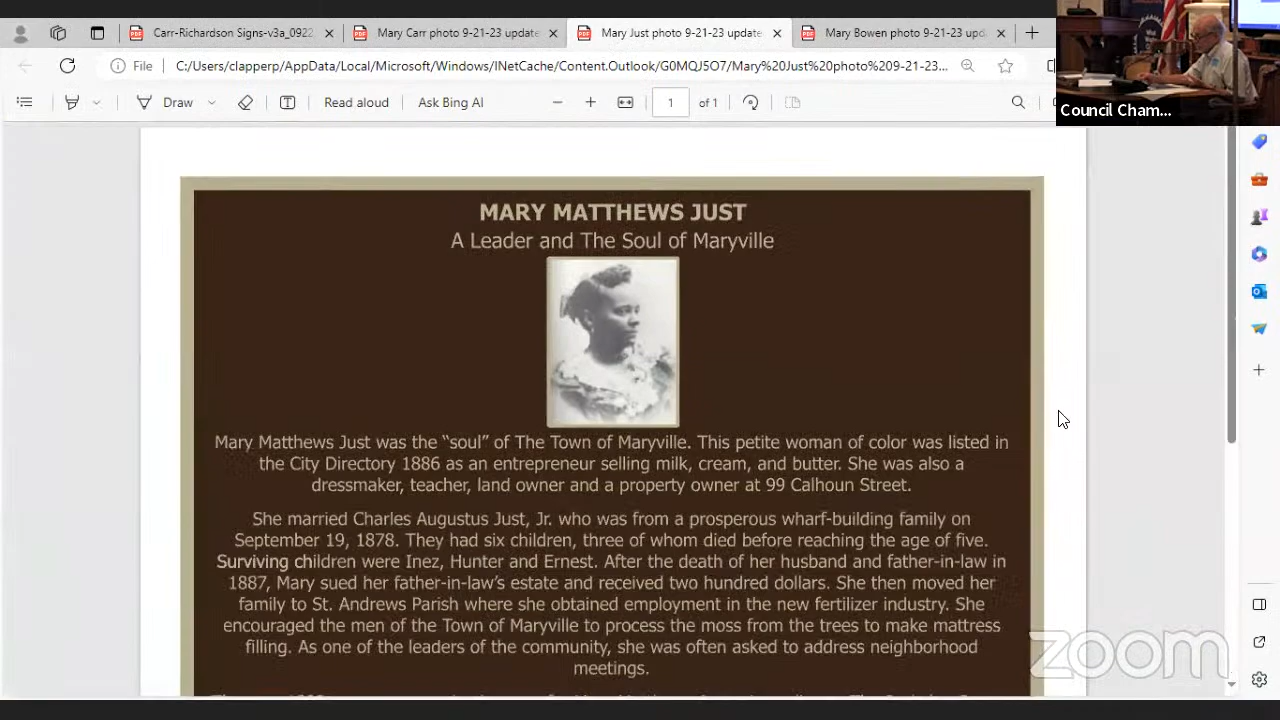 Carr-Richardson Signs-v3a_0922
Mary Carr photo 9-21-23 updat
Mary Just photo 9-21-23 update
Mary Bowen photo 9-21-23 upd
File
C:/Users/clapperp/AppData/Local/Microsoft/Windows/INetCache/Content.Outlook/G0MQJ5O7/Mary%20Just%20photo%209-21-23...
Draw
Read aloud
Ask Bing AI
1
of 1
Council Cham...
MARY MATTHEWS JUST
A Leader and The Soul of Maryville
Mary Matthews Just was the “soul” of The Town of Maryville. This petite woman of color was listed in
the City Directory 1886 as an entrepreneur selling milk, cream, and butter. She was also a
dressmaker, teacher, land owner and a property owner at 99 Calhoun Street.
She married Charles Augustus Just, Jr. who was from a prosperous wharf-building family on
September 19, 1878. They had six children, three of whom died before reaching the age of five.
Surviving children were Inez, Hunter and Ernest. After the death of her husband and father-in-law in
1887, Mary sued her father-in-law’s estate and received two hundred dollars. She then moved her
family to St. Andrews Parish where she obtained employment in the new fertilizer industry. She
encouraged the men of the Town of Maryville to process the moss from the trees to make mattress
filling. As one of the leaders of the community, she was often asked to address neighborhood
meetings.
zoom